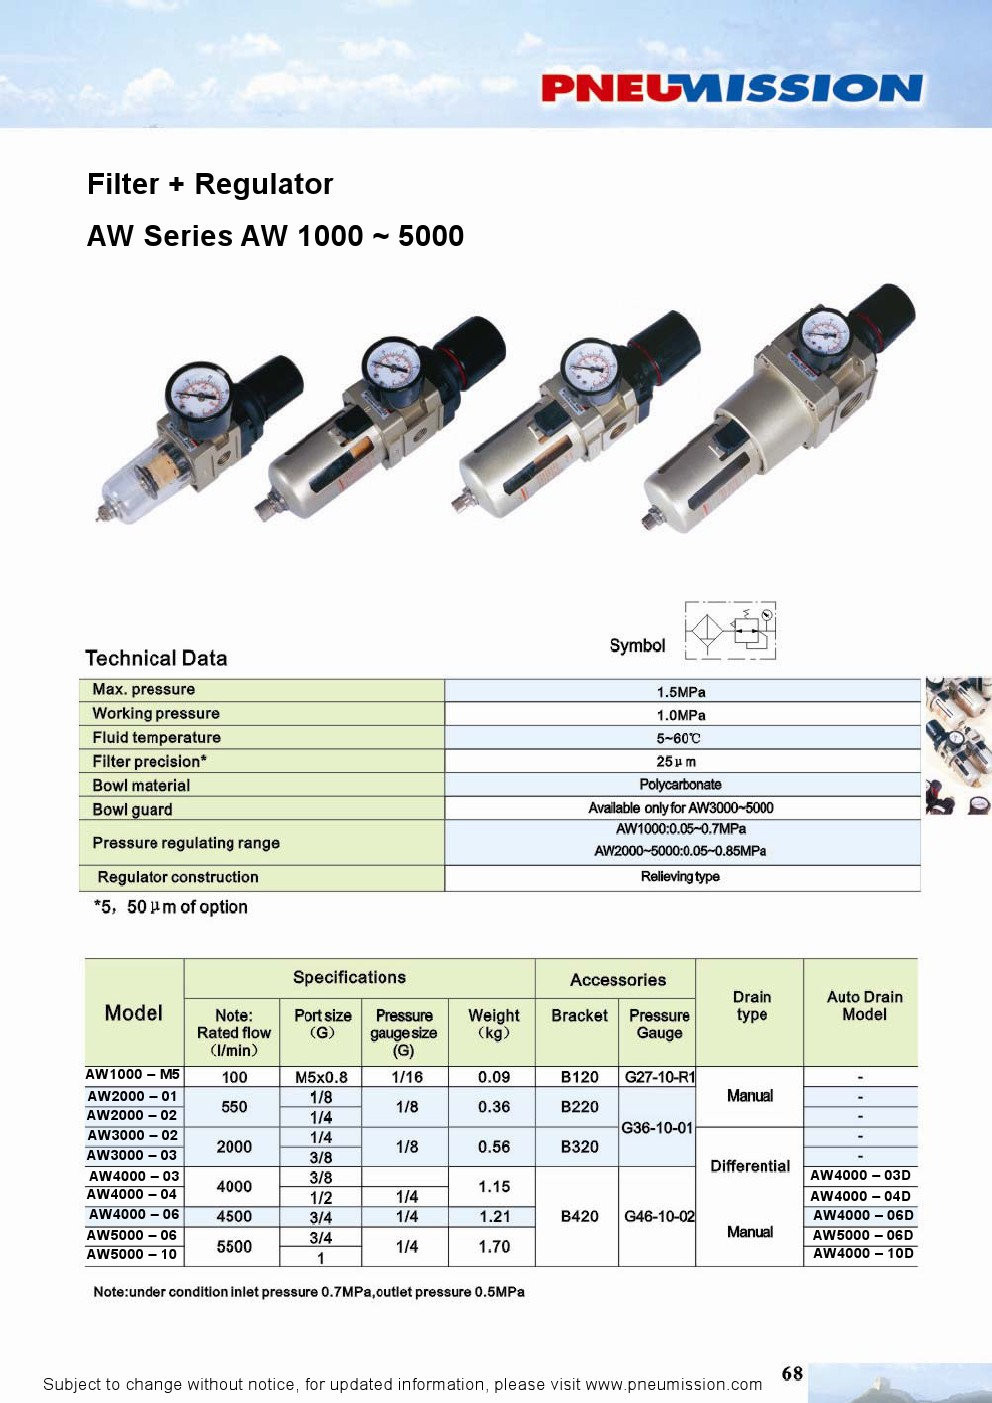 PNEUMISSION
Filter + Regulator
AW Series AW 1000 ~ 5000
Symbol
Technical Data
Max. pressure 1.5MPa
Working pressure 1.0MPa
Fluid temperature 5~60℃
Filter precision* 25μm
Bowl material Polycarbonate
Bowl guard Available only for AW3000~5000
Pressure regulating range AW1000:0.05~0.7MPa
AW2000~5000:0.05~0.85MPa
Regulator construction Relieving type
*5, 50μm of option
Model Specifications Accessories Drain type Auto Drain Model
Note: Rated flow (l/min) Port size (G) Pressure gauge size (G) Weight (kg) Bracket Pressure Gauge
AW1000 – M5 100 M5x0.8 1/16 0.09 B120 G27-10-R1 Manual -
AW2000 – 01 550 1/8 1/8 0.36 B220 G36-10-01 -
AW2000 – 02 1/4 -
AW3000 – 02 2000 1/4 1/8 0.56 B320 Differential Manual -
AW3000 – 03 3/8 -
AW4000 – 03 4000 3/8 1.15 B420 G46-10-02 AW4000 – 03D
AW4000 – 04 1/2 1/4 AW4000 – 04D
AW4000 – 06 4500 3/4 1/4 1.21 AW4000 – 06D
AW5000 – 06 5500 3/4 1/4 1.70 AW5000 – 06D
AW5000 – 10 1 AW4000 – 10D
Note:under condition inlet pressure 0.7MPa,outlet pressure 0.5MPa
68
Subject to change without notice, for updated information, please visit www.pneumission.com